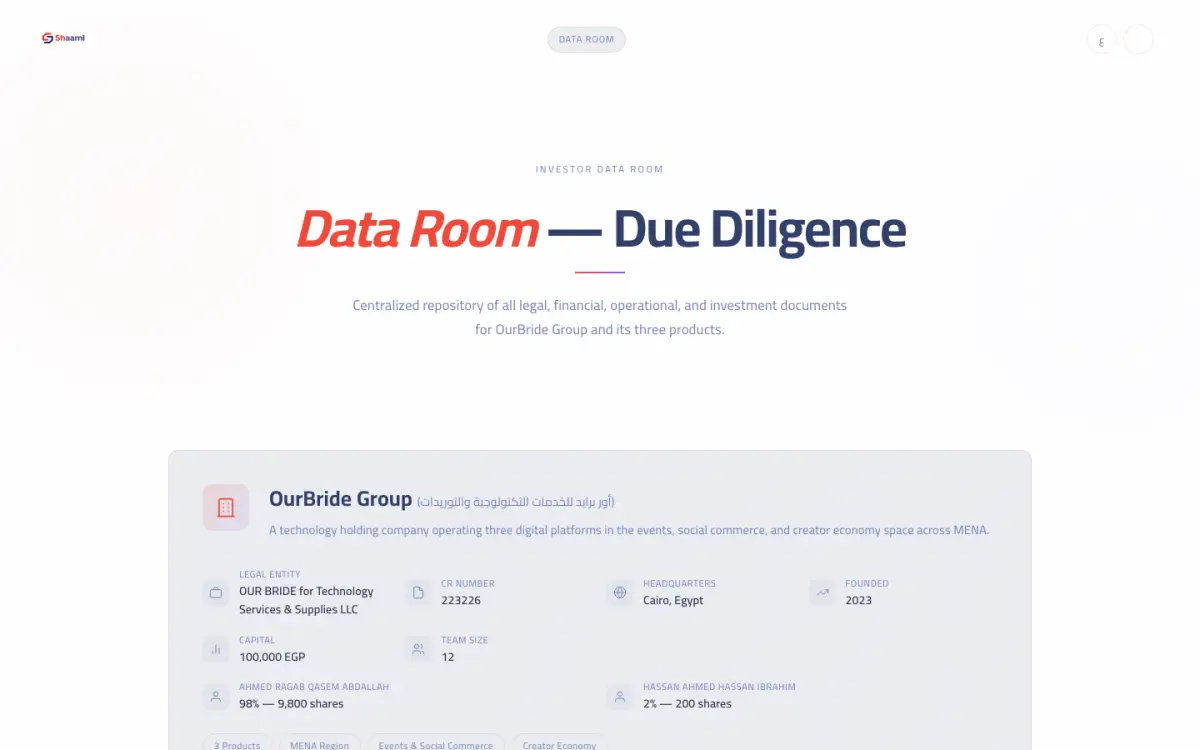 Shaaml
DATA ROOM
ع
INVESTOR DATA ROOM
Data Room — Due Diligence
Centralized repository of all legal, financial, operational, and investment documents
for OurBride Group and its three products.
OurBride Group (أور برايد للخدمات التكنولوجية والتوريدات)
A technology holding company operating three digital platforms in the events, social commerce, and creator economy space across MENA.
LEGAL ENTITY
OUR BRIDE for Technology
Services & Supplies LLC
CR NUMBER
223226
HEADQUARTERS
Cairo, Egypt
FOUNDED
2023
CAPITAL
100,000 EGP
TEAM SIZE
12
AHMED RAGAB QASEM ABDALLAH
98% — 9,800 shares
HASSAN AHMED HASSAN IBRAHIM
2% — 200 shares
3 Products
MENA Region
Events & Social Commerce
Creator Economy